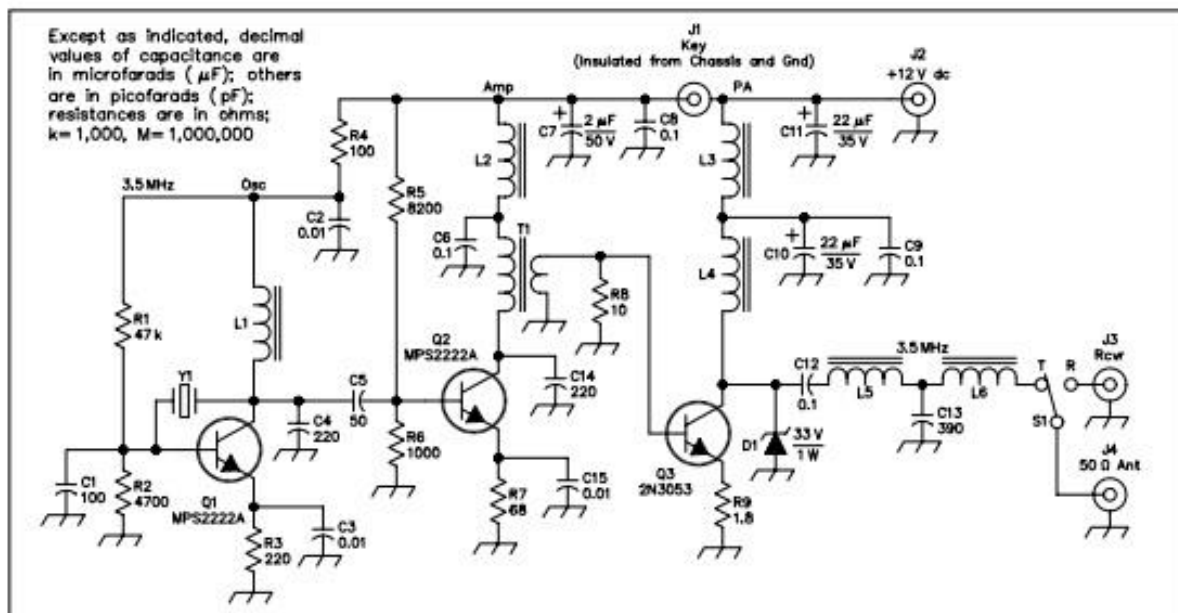 Except as indicated, decimal
values of capacitance are
in microfarads ( µF); others
are in picofarads ( pF);
resistances are in ohms;
k= 1,000, M= 1,000,000
J1
Key
(Insulated from Chassis and Gnd)
J2
+12 V dc
Amp
PA
R4
100
C7
+
2 µF
50 V
C8
0.1
C11
+
22 µF
35 V
L2
L3
3.5 MHz
Osc
R5
8200
C2
0.01
C6
0.1
T1
C10
+
22 µF
35 V
C9
0.1
L4
R8
10
L1
R1
47 k
Q2
MPS2222A
Y1
C5
50
C14
220
C12
0.1
3.5 MHz
L5
L6
T
R
J3
Rcvr
C4
220
R6
1000
C13
390
S1
D1
33 V
1 W
J4
50 Ω Ant
C1
100
R2
4700
Q1
MPS2222A
R7
68
C15
0.01
Q3
2N3053
R9
1.8
R3
220
C3
0.01